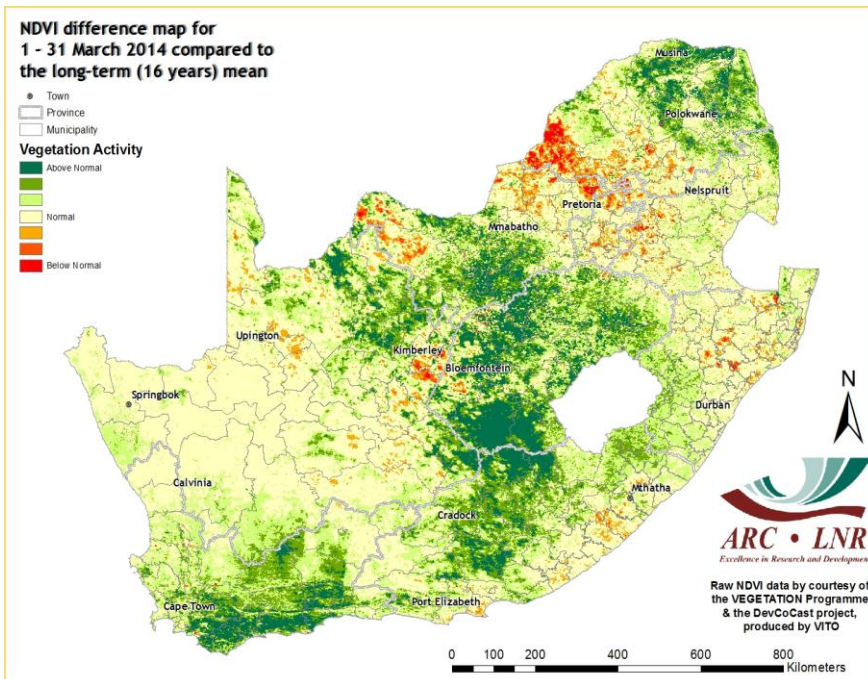 NDVI difference map for
1 - 31 March 2014 compared to
the long-term (16 years) mean
Town
Province
Municipality
Vegetation Activity
Above Normal
Normal
Below Normal
Musina
Polokwane
Nelspruit
Pretoria
Mmabatho
Upington
Kimberley
Bloemfontein
Springbok
Durban
Calvinia
Mthatha
Cradock
Cape Town
Port Elizabeth
N
ARC • LNR
Excellence in Research and Development
Raw NDVI data by courtesy of
the VEGETATION Programme
& the DevCoCast project,
produced by VITO
0 100 200 400 600 800
Kilometers